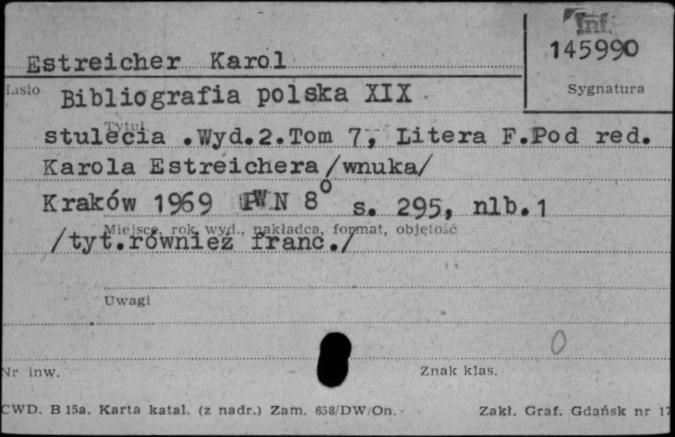 Inf.
145990
Sygnatura
Estreicher Karol
Hasło
Bibliografia polska XIX
Tytuł
stulecia .Wyd.2.Tom 7, Litera F.Pod red.
Karola Estreichera/wnuka/
Kraków 1969 PWN 8° s. 295, nlb.1
Miejsce, rok wyd., nakładca, format, objętość
/tyt.również franc./
Uwagi
0
Nr inw.
Znak klas.
CWD. B 15a. Karta katal. (z nadr.) Zam. 658/DW/On.
Zakł. Graf. Gdańsk nr 17